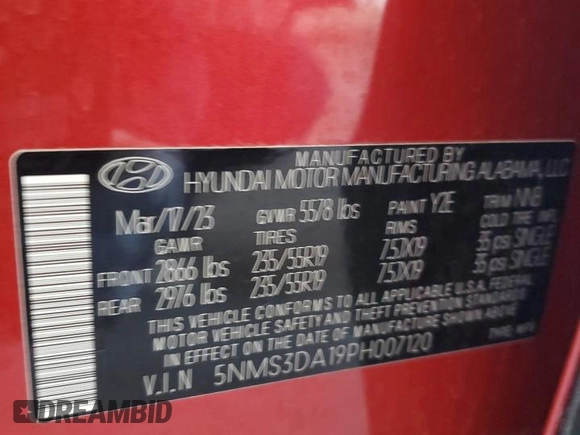 MANUFACTURED BY
HYUNDAI MOTOR MANUFACTURING ALABAMA, LLC
Mar/17/23 GVWR 5578 lbs PAINT Y2E TRIM NNB
GAWR TIRES RIMS COLD TIRE INF.
FRONT 2866 lbs 235/55R19 7.5JX19 35 psi, SINGLE
REAR 2976 lbs 235/55R19 7.5JX19 35 psi, SINGLE
THIS VEHICLE CONFORMS TO ALL APPLICABLE U.S.A. FEDERAL
MOTOR VEHICLE SAFETY AND THEFT PREVENTION STANDARDS
IN EFFECT ON THE DATE OF MANUFACTURE SHOWN ABOVE
V.I.N 5NMS3DA19PH007120 TYPE: MPV
DREAMBID